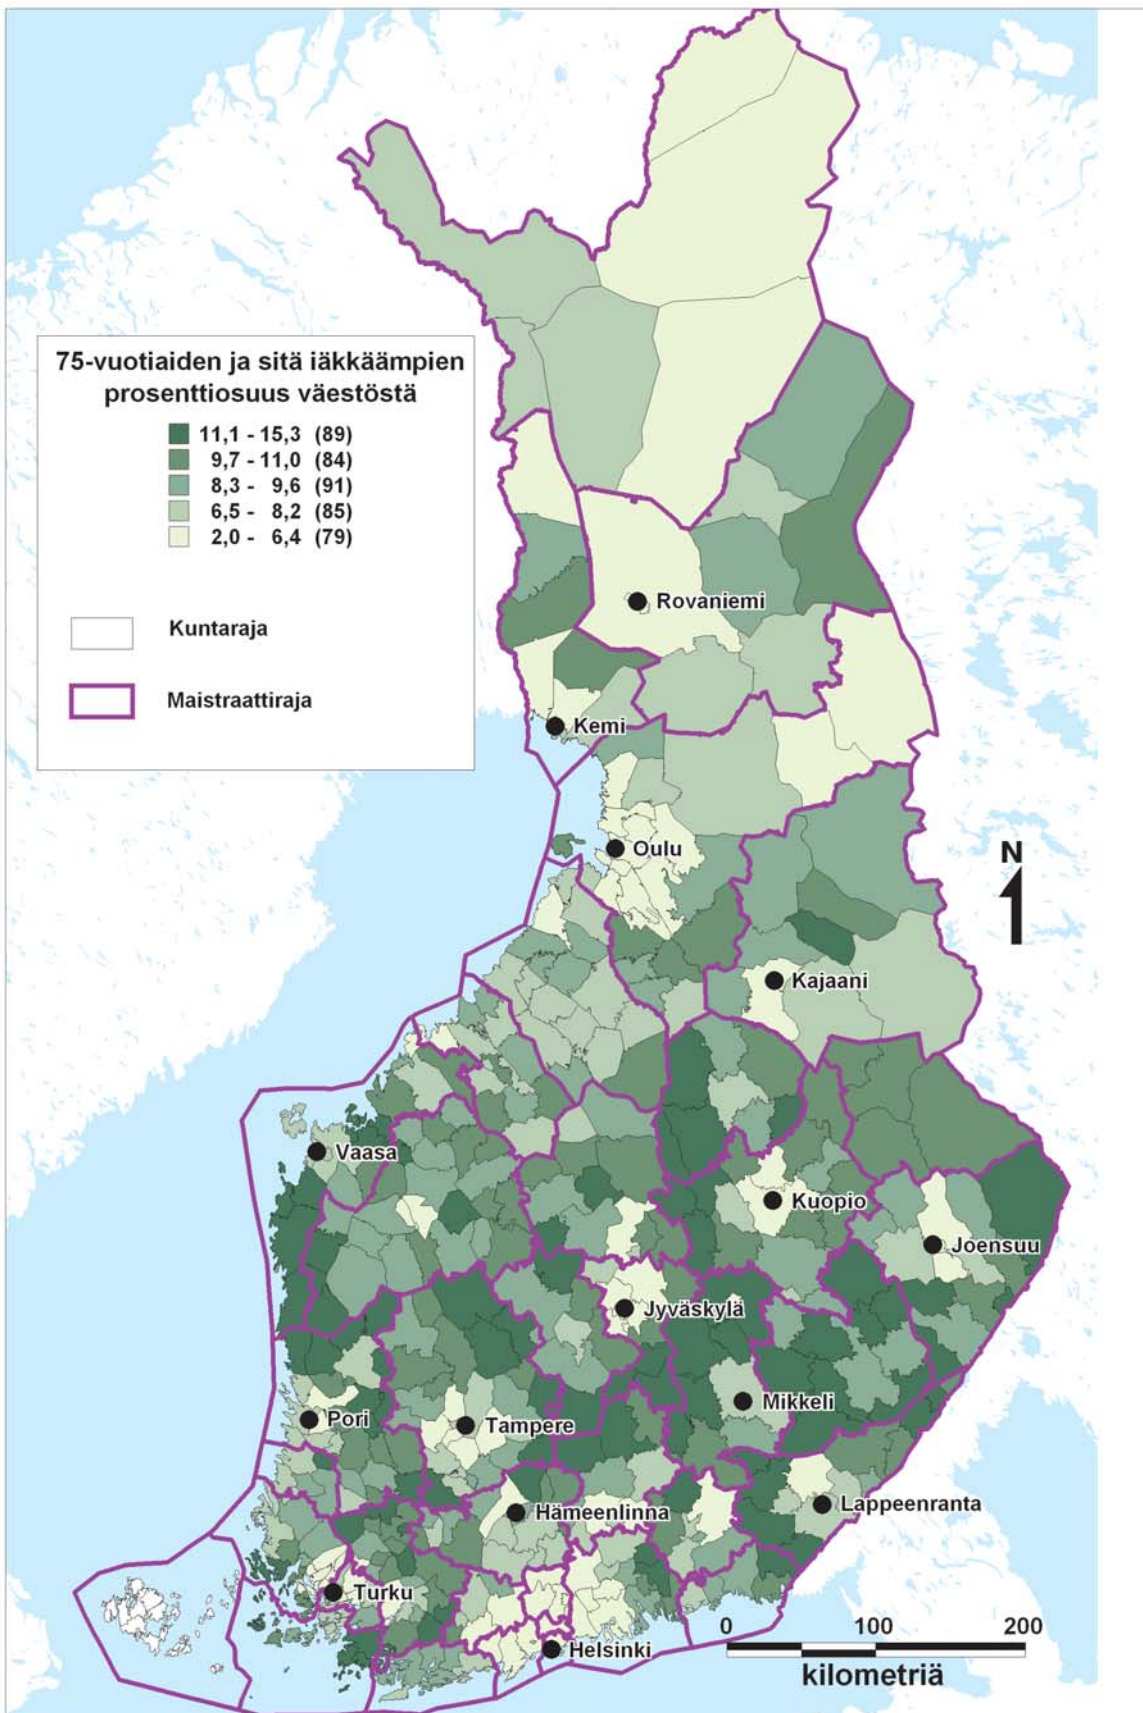 75-vuotiaiden ja sitä iäkkäämpien
prosenttiosuus väestöstä
11,1 - 15,3 (89)
9,7 - 11,0 (84)
8,3 - 9,6 (91)
6,5 - 8,2 (85)
2,0 - 6,4 (79)
Kuntaraja
Maistraattiraja
Rovaniemi
Kemi
Oulu
N
Kajaani
Vaasa
Kuopio
Joensuu
Jyväskylä
Mikkeli
Pori
Tampere
Lappeenranta
Hämeenlinna
Turku
Helsinki
0 100 200
kilometriä